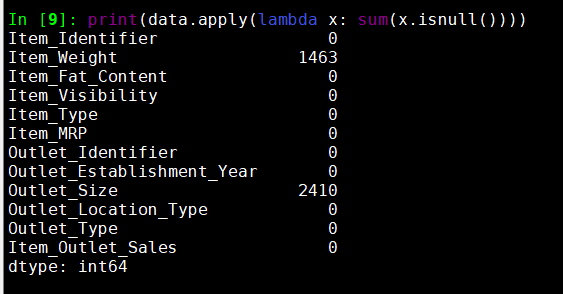 In [9]: print(data.apply(lambda x: sum(x.isnull())))
Item_Identifier 0
Item_Weight 1463
Item_Fat_Content 0
Item_Visibility 0
Item_Type 0
Item_MRP 0
Outlet_Identifier 0
Outlet_Establishment_Year 0
Outlet_Size 2410
Outlet_Location_Type 0
Outlet_Type 0
Item_Outlet_Sales 0
dtype: int64